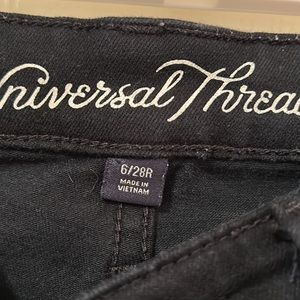 Universal Threa
6/28R
MADE IN
VIETNAM